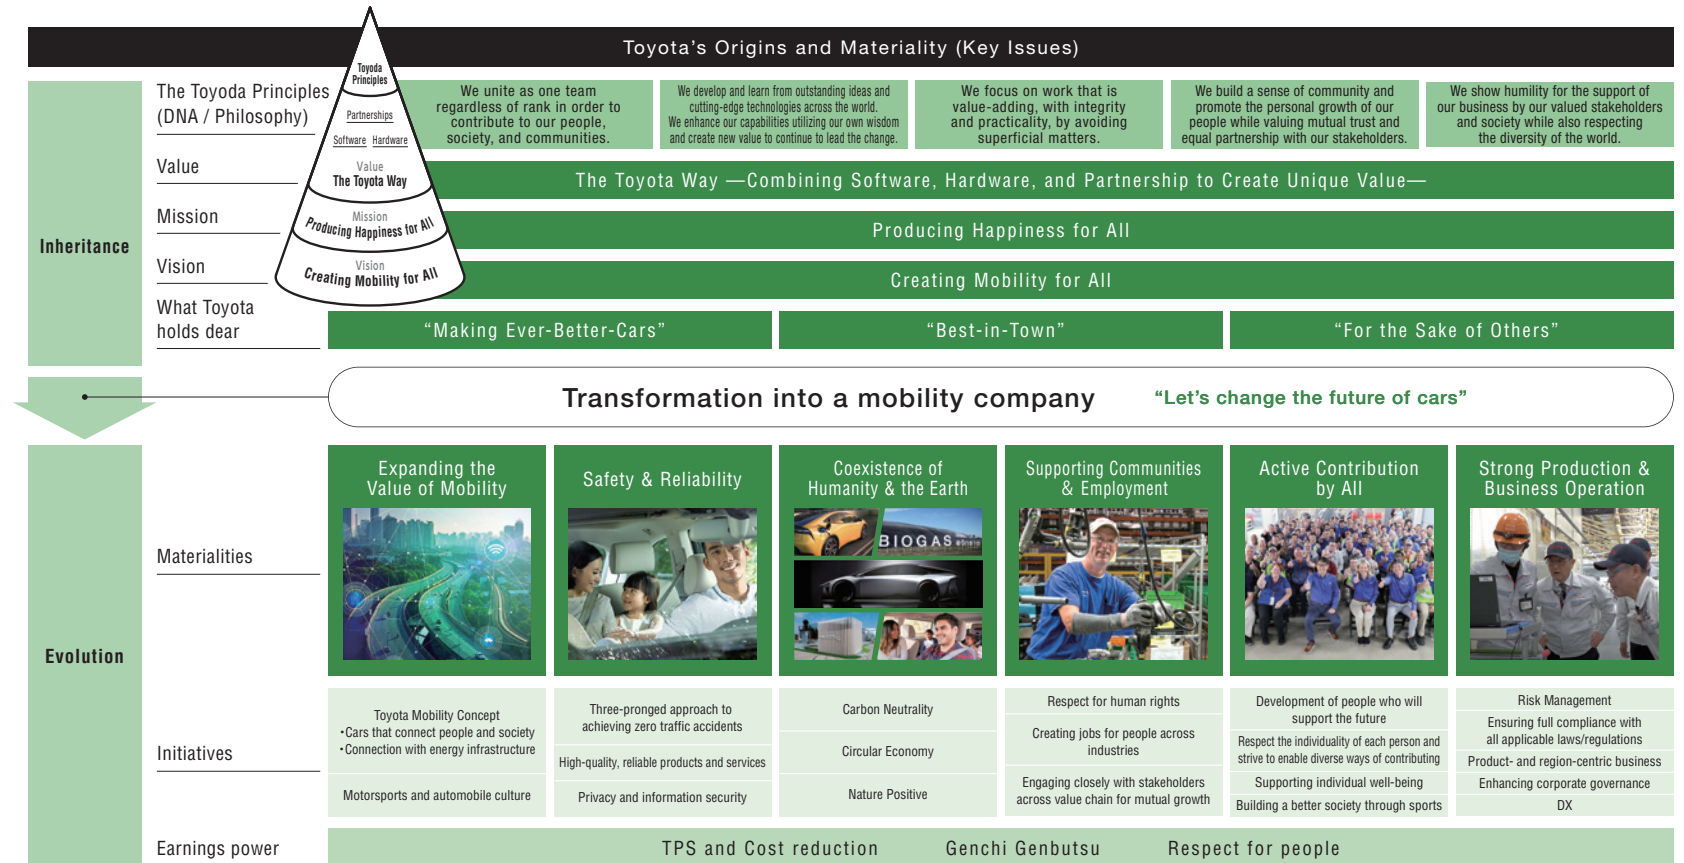 Toyota’s Origins and Materiality (Key Issues)
Inheritance
The Toyoda Principles
(DNA / Philosophy)
Toyoda
Principles
Partnerships
Software Hardware
Value
The Toyota Way
Mission
Producing Happiness for All
Vision
Creating Mobility for All
We unite as one team
regardless of rank in order to
contribute to our people,
society, and communities.
We develop and learn from outstanding ideas and
cutting-edge technologies across the world.
We enhance our capabilities utilizing our own wisdom
and create new value to continue to lead the change.
We focus on work that is
value-adding, with integrity
and practicality, by avoiding
superficial matters.
We build a sense of community and
promote the personal growth of our
people while valuing mutual trust and
equal partnership with our stakeholders.
We show humility for the support of
our business by our valued stakeholders
and society while also respecting
the diversity of the world.
Value
The Toyota Way —Combining Software, Hardware, and Partnership to Create Unique Value—
Mission
Producing Happiness for All
Vision
Creating Mobility for All
What Toyota
holds dear
“Making Ever-Better-Cars”
“Best-in-Town”
“For the Sake of Others”
Transformation into a mobility company
“Let’s change the future of cars”
Evolution
Materialities
Expanding the
Value of Mobility
Safety & Reliability
Coexistence of
Humanity & the Earth
BIOGAS
Supporting Communities
& Employment
Active Contribution
by All
Strong Production &
Business Operation
Initiatives
Toyota Mobility Concept
•Cars that connect people and society
•Connection with energy infrastructure
Motorsports and automobile culture
Three-pronged approach to
achieving zero traffic accidents
High-quality, reliable products and services
Privacy and information security
Carbon Neutrality
Circular Economy
Nature Positive
Respect for human rights
Creating jobs for people across
industries
Engaging closely with stakeholders
across value chain for mutual growth
Development of people who will
support the future
Respect the individuality of each person and
strive to enable diverse ways of contributing
Supporting individual well-being
Building a better society through sports
Risk Management
Ensuring full compliance with
all applicable laws/regulations
Product- and region-centric business
Enhancing corporate governance
DX
Earnings power
TPS and Cost reduction
Genchi Genbutsu
Respect for people